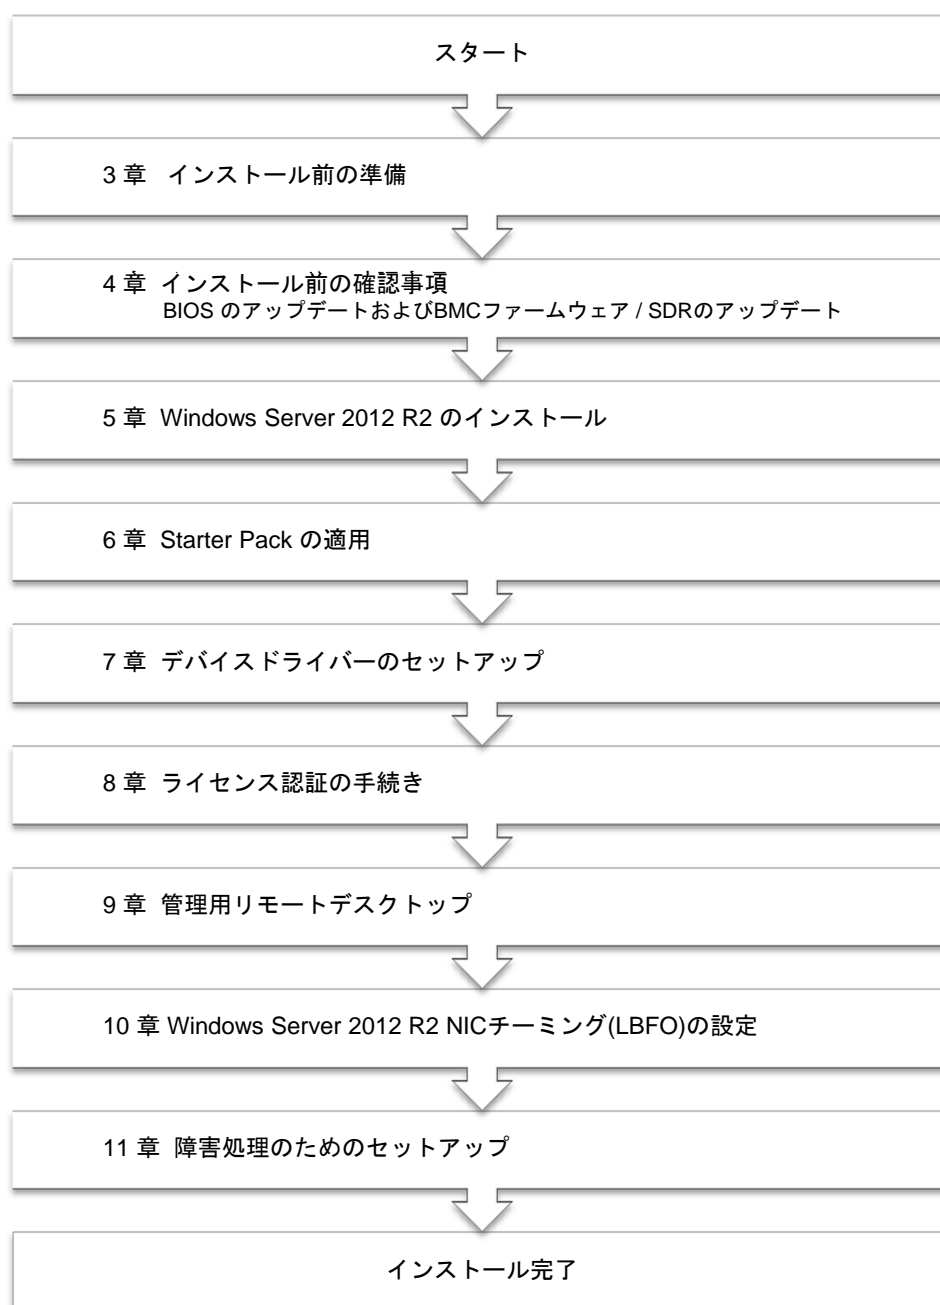 スタート
3 章 インストール前の準備
4 章 インストール前の確認事項
BIOS のアップデートおよびBMCファームウェア / SDRのアップデート
5 章 Windows Server 2012 R2 のインストール
6 章 Starter Pack の適用
7 章 デバイスドライバーのセットアップ
8 章 ライセンス認証の手続き
9 章 管理用リモートデスクトップ
10 章 Windows Server 2012 R2 NICチーミング(LBFO)の設定
11 章 障害処理のためのセットアップ
インストール完了